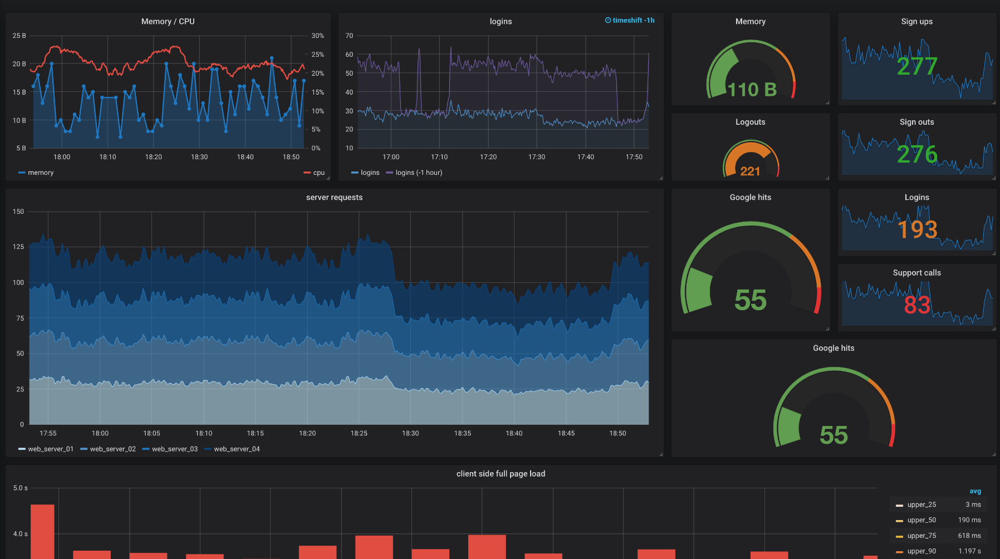 Memory / CPU
25 B
20 B
15 B
10 B
5 B
30%
25%
20%
15%
10%
5%
0%
18:00 18:10 18:20 18:30 18:40 18:50
memory cpu
logins
timeshift -1h
70
60
50
40
30
20
10
17:00 17:10 17:20 17:30 17:40 17:50
logins logins (-1 hour)
Memory
110 B
Sign ups
277
Logouts
221
Sign outs
276
server requests
150
125
100
75
50
25
0
17:55 18:00 18:05 18:10 18:15 18:20 18:25 18:30 18:35 18:40 18:45 18:50
web_server_01 web_server_02 web_server_03 web_server_04
Google hits
55
Logins
193
Support calls
83
Google hits
55
client side full page load
5.0 s
4.0 s
avg
upper_25 3 ms
upper_50 190 ms
upper_75 618 ms
upper_90 1.197 s